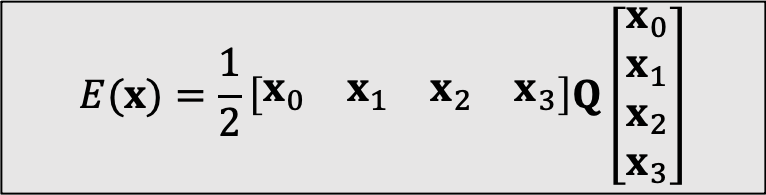 E(𝐱) = 1/2 [𝐱₀ 𝐱₁ 𝐱₂ 𝐱₃]𝐐 [𝐱₀ 𝐱₁ 𝐱₂ 𝐱₃]